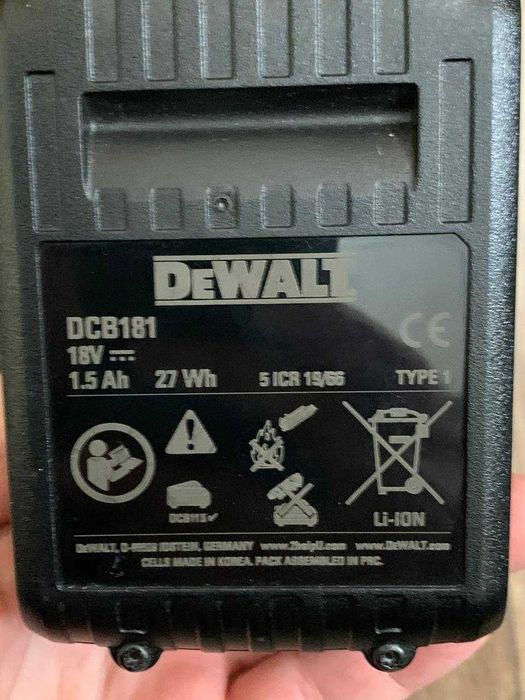 DEWALT
DCB181
CE
18V
1.5 Ah 27 Wh 5 ICR 19/66 TYPE 1
DCB115 ✓
Li-ION
DeWALT, D-65510 IDSTEIN, GERMANY www.2helpU.com www.DeWALT.com
CELLS MADE IN KOREA. PACK ASSEMBLED IN PRC.